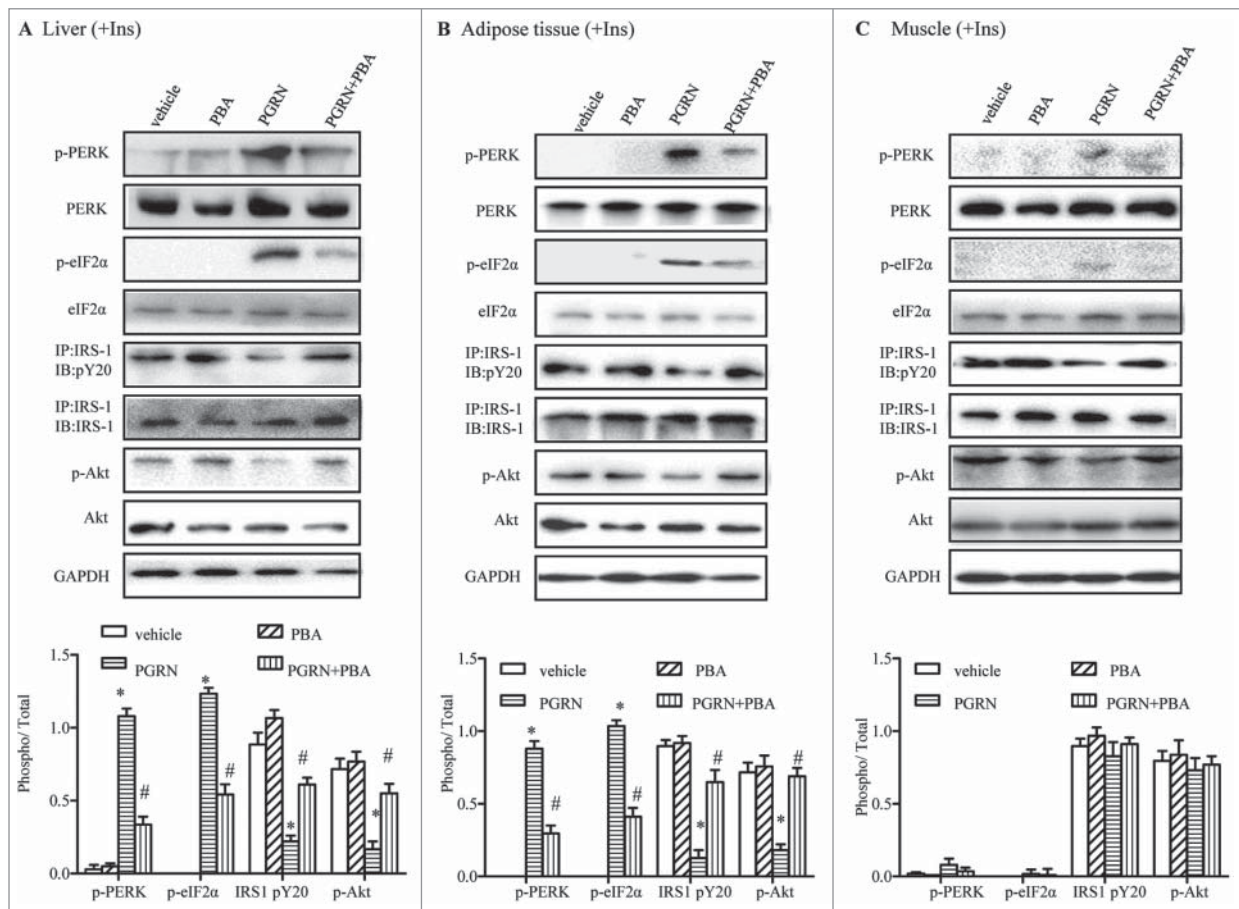 A Liver (+Ins)
vehicle
PBA
PGRN
PGRN+PBA
p-PERK
PERK
p-eIF2α
eIF2α
IP:IRS-1
IB:pY20
IP:IRS-1
IB:IRS-1
p-Akt
Akt
GAPDH
vehicle
PBA
PGRN
PGRN+PBA
Phospho/ Total
1.5
1.0
0.5
0.0
*
#
*
#
*
#
*
#
p-PERK
p-eIF2α
IRS1 pY20
p-Akt
B Adipose tissue (+Ins)
vehicle
PBA
PGRN
PGRN+PBA
p-PERK
PERK
p-eIF2α
eIF2α
IP:IRS-1
IB:pY20
IP:IRS-1
IB:IRS-1
p-Akt
Akt
GAPDH
vehicle
PBA
PGRN
PGRN+PBA
Phospho/ Total
1.5
1.0
0.5
0.0
*
#
*
#
*
#
*
#
p-PERK
p-eIF2α
IRS1 pY20
p-Akt
C Muscle (+Ins)
vehicle
PBA
PGRN
PGRN+PBA
p-PERK
PERK
p-eIF2α
eIF2α
IP:IRS-1
IB:pY20
IP:IRS-1
IB:IRS-1
p-Akt
Akt
GAPDH
vehicle
PBA
PGRN
PGRN+PBA
Phospho/ Total
1.5
1.0
0.5
0.0
p-PERK
p-eIF2α
IRS1 pY20
p-Akt